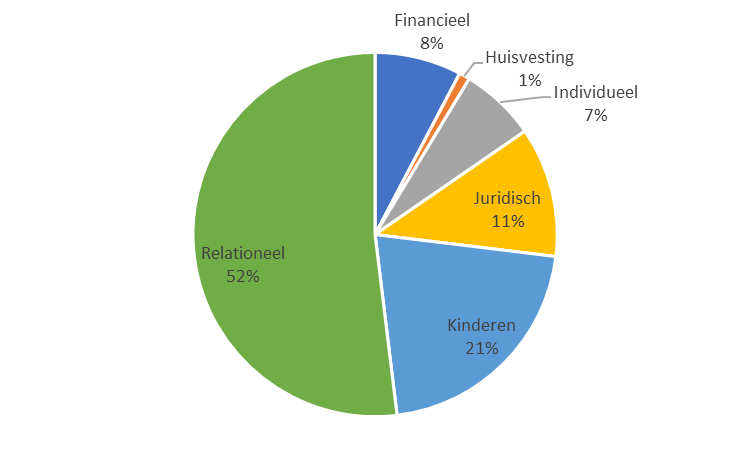 Financieel
8%
Huisvesting
1%
Individueel
7%
Juridisch
11%
Kinderen
21%
Relationeel
52%